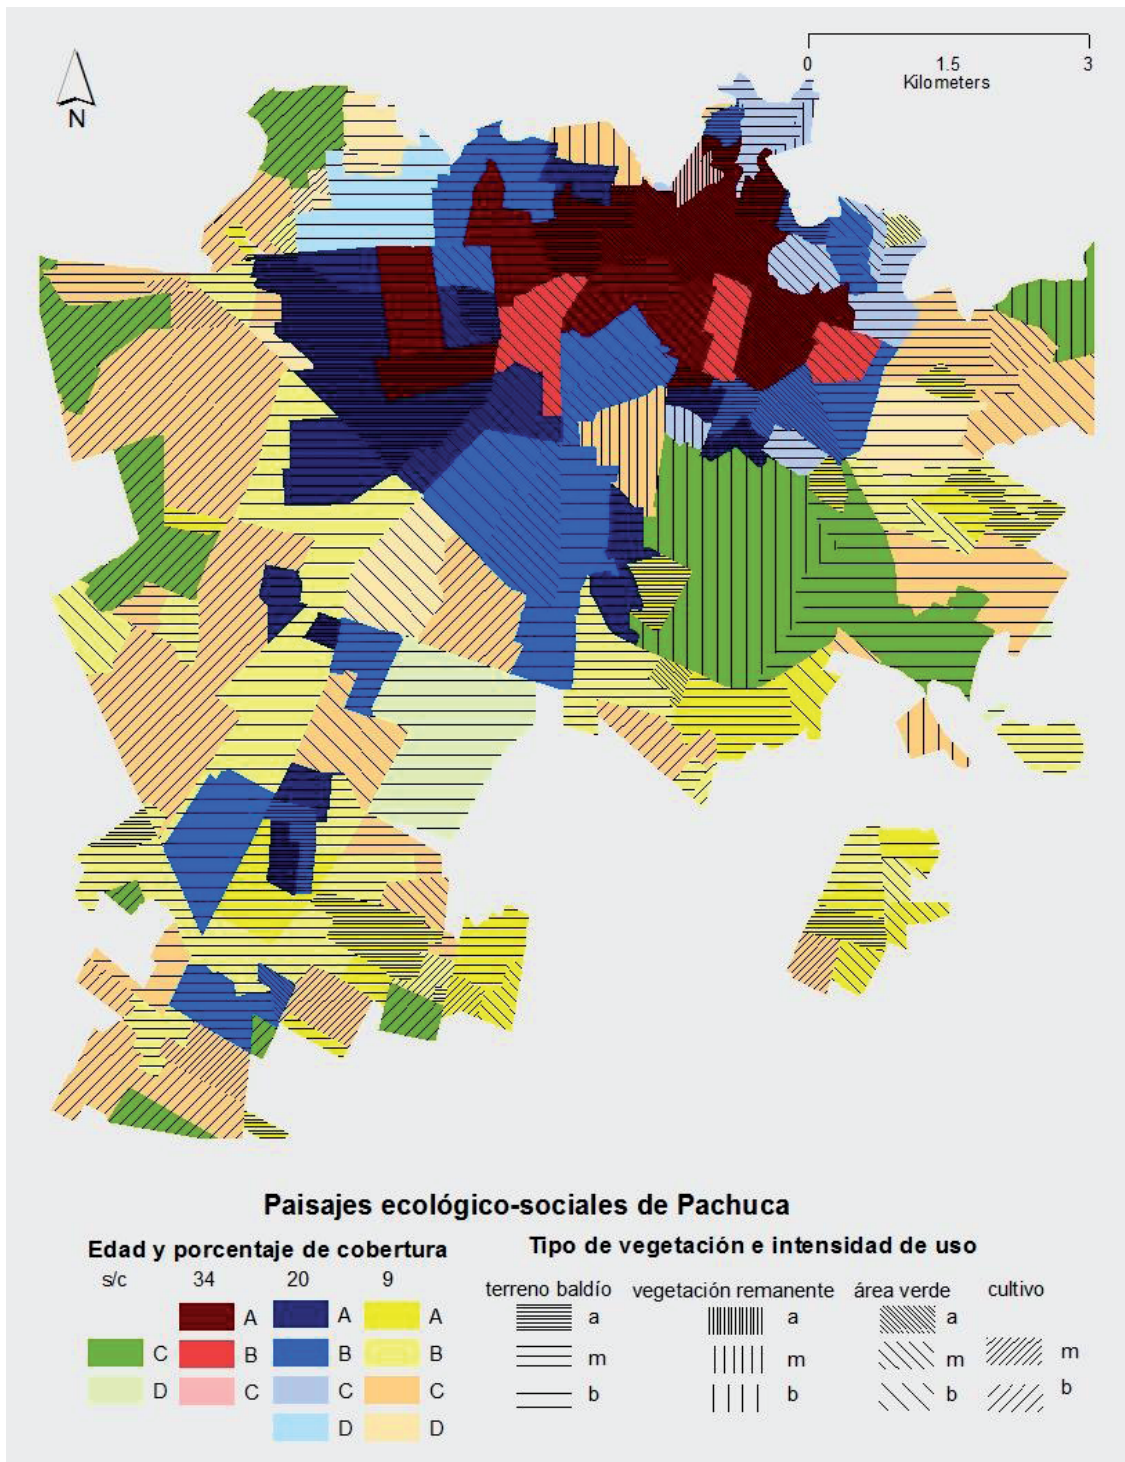 0 1.5 3
Kilometers
N
Paisajes ecológico-sociales de Pachuca
Edad y porcentaje de cobertura
Tipo de vegetación e intensidad de uso
s/c 34 20 9
terreno baldío vegetación remanente área verde cultivo
A A A a a a
C B B B m m m m
D C C C b b b b
D D